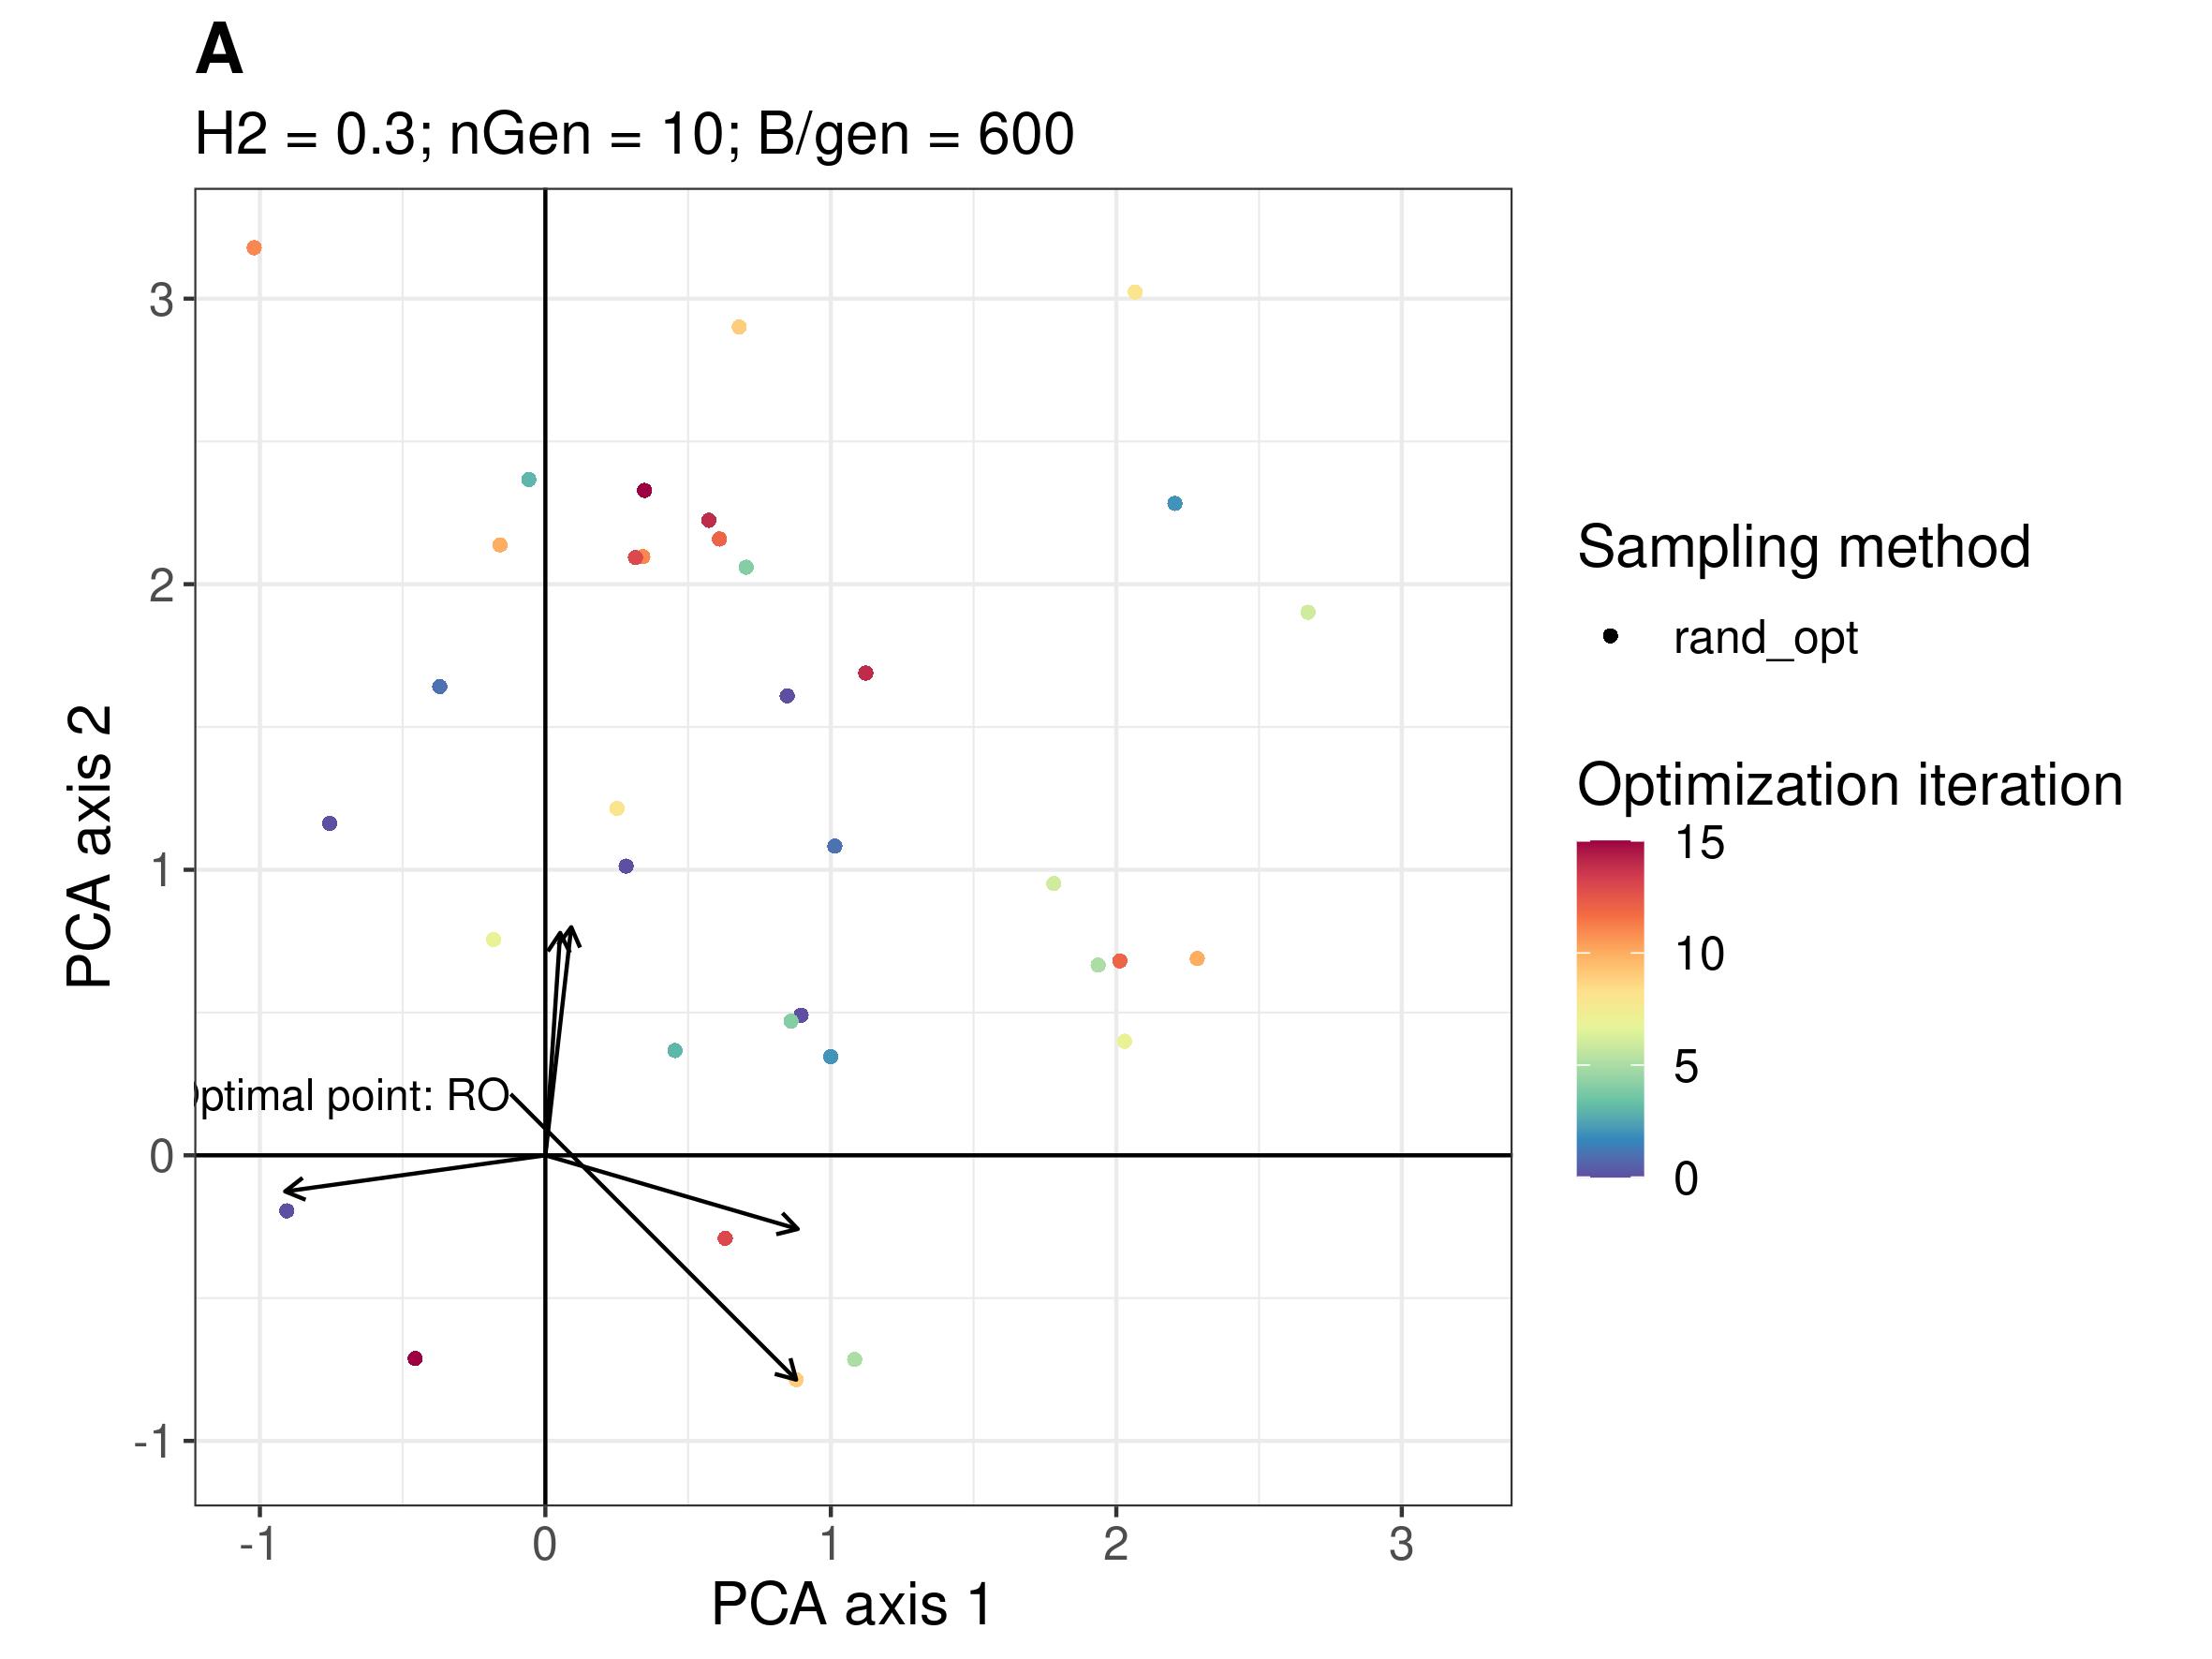 A
H2 = 0.3; nGen = 10; B/gen = 600
3
2
1
0
-1
-1
0
1
2
3
PCA axis 2
PCA axis 1
ptimal point: RO
Sampling method
rand_opt
Optimization iteration
15
10
5
0